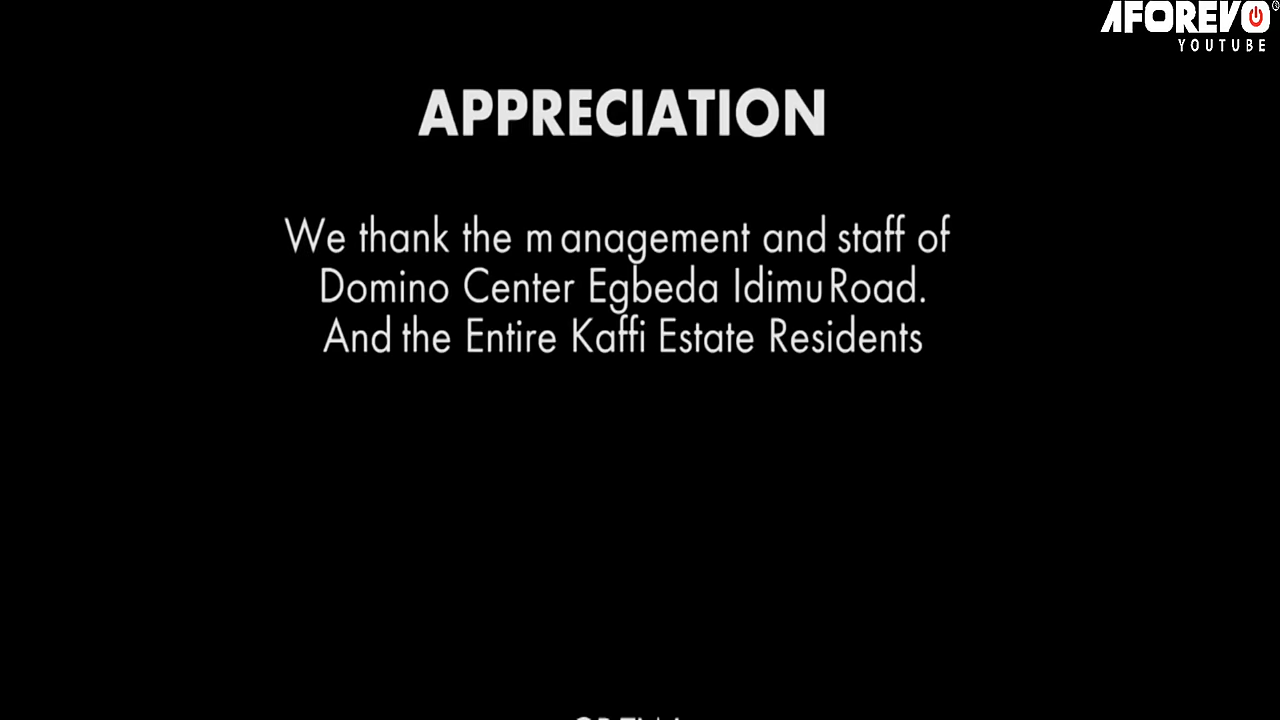 AFOREVO
YOUTUBE
APPRECIATION
We thank the management and staff of
Domino Center Egbeda Idimu Road.
And the Entire Kaffi Estate Residents